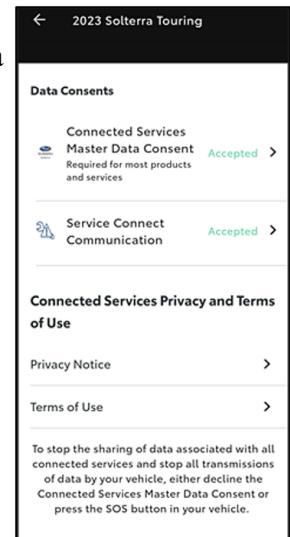 ← 2023 Solterra Touring
a
Data Consents
Connected Services
Master Data Consent
Accepted >
Required for most products
and services
Service Connect
Communication
Accepted >
Connected Services Privacy and Terms
of Use
Privacy Notice >
Terms of Use >
To stop the sharing of data associated with all
connected services and stop all transmissions
of data by your vehicle, either decline the
Connected Services Master Data Consent or
press the SOS button in your vehicle.